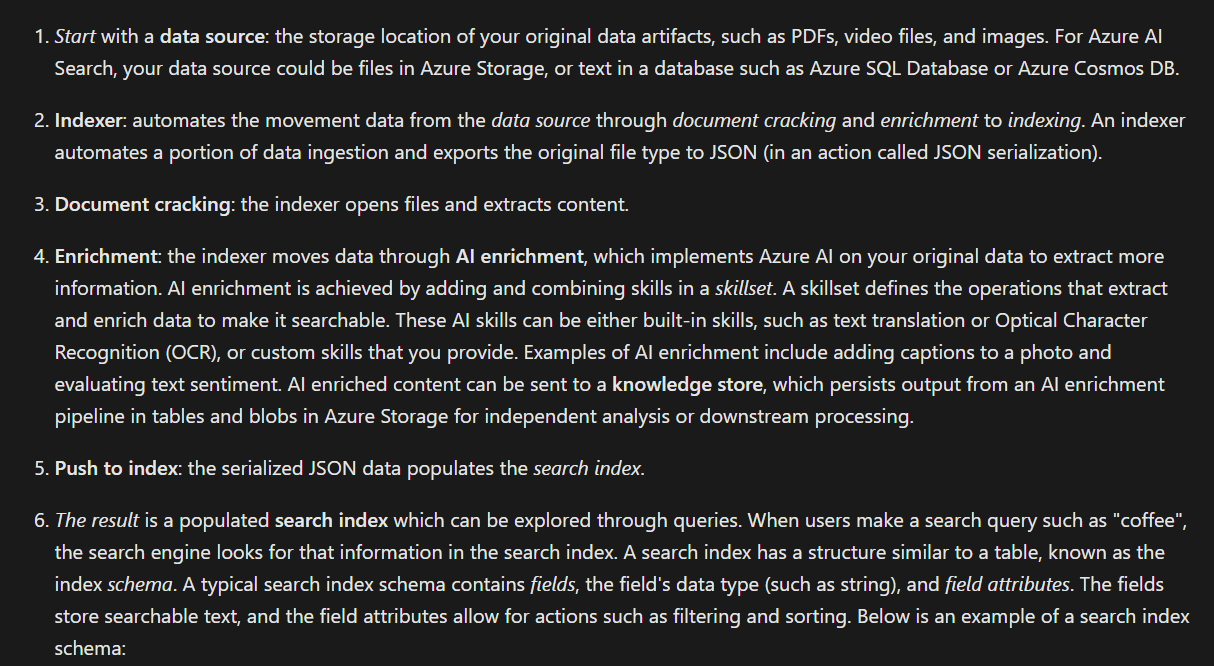 1. Start with a data source: the storage location of your original data artifacts, such as PDFs, video files, and images. For Azure AI
Search, your data source could be files in Azure Storage, or text in a database such as Azure SQL Database or Azure Cosmos DB.
2. Indexer: automates the movement data from the data source through document cracking and enrichment to indexing. An indexer
automates a portion of data ingestion and exports the original file type to JSON (in an action called JSON serialization).
3. Document cracking: the indexer opens files and extracts content.
4. Enrichment: the indexer moves data through AI enrichment, which implements Azure AI on your original data to extract more
information. AI enrichment is achieved by adding and combining skills in a skillset. A skillset defines the operations that extract
and enrich data to make it searchable. These AI skills can be either built-in skills, such as text translation or Optical Character
Recognition (OCR), or custom skills that you provide. Examples of AI enrichment include adding captions to a photo and
evaluating text sentiment. AI enriched content can be sent to a knowledge store, which persists output from an AI enrichment
pipeline in tables and blobs in Azure Storage for independent analysis or downstream processing.
5. Push to index: the serialized JSON data populates the search index.
6. The result is a populated search index which can be explored through queries. When users make a search query such as "coffee",
the search engine looks for that information in the search index. A search index has a structure similar to a table, known as the
index schema. A typical search index schema contains fields, the field's data type (such as string), and field attributes. The fields
store searchable text, and the field attributes allow for actions such as filtering and sorting. Below is an example of a search index
schema: